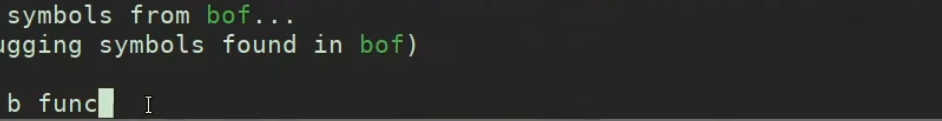 symbols from bof...
ugging symbols found in bof)
b func